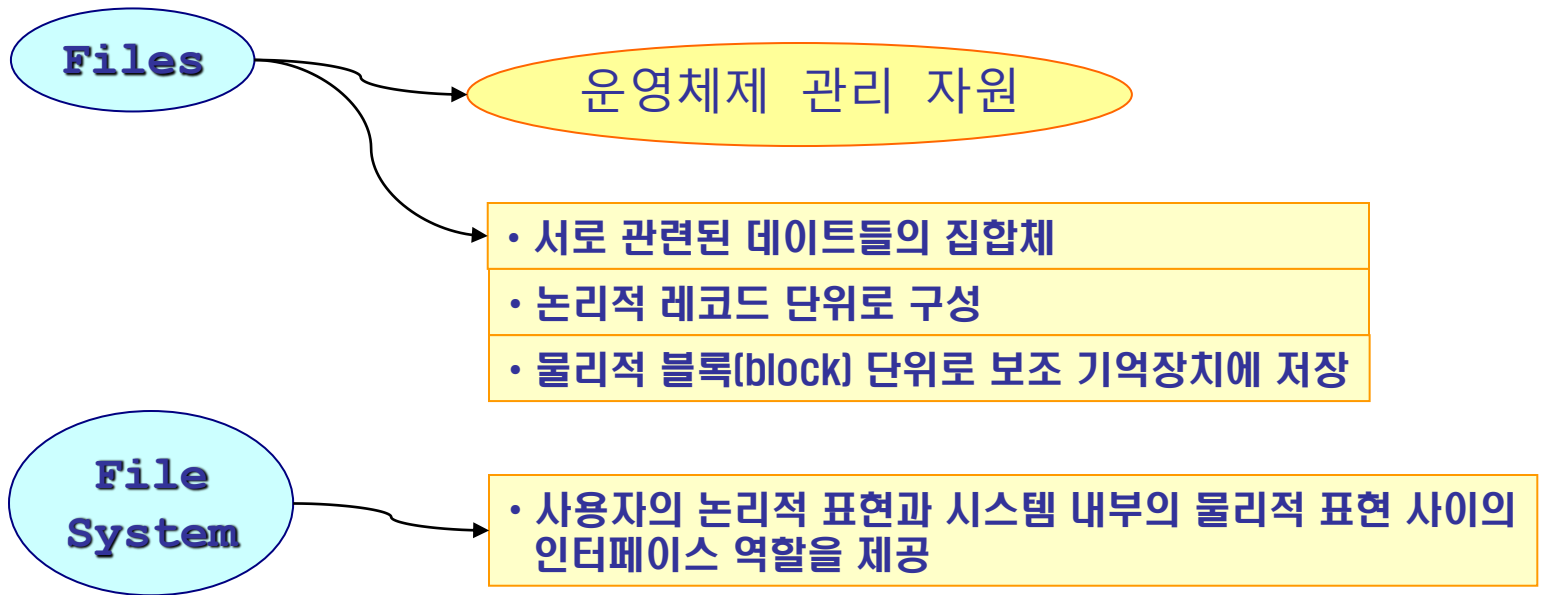 Files
운영체제 관리 자원
• 서로 관련된 데이트들의 집합체
• 논리적 레코드 단위로 구성
• 물리적 블록(block) 단위로 보조 기억장치에 저장
File
System
• 사용자의 논리적 표현과 시스템 내부의 물리적 표현 사이의
인터페이스 역할을 제공